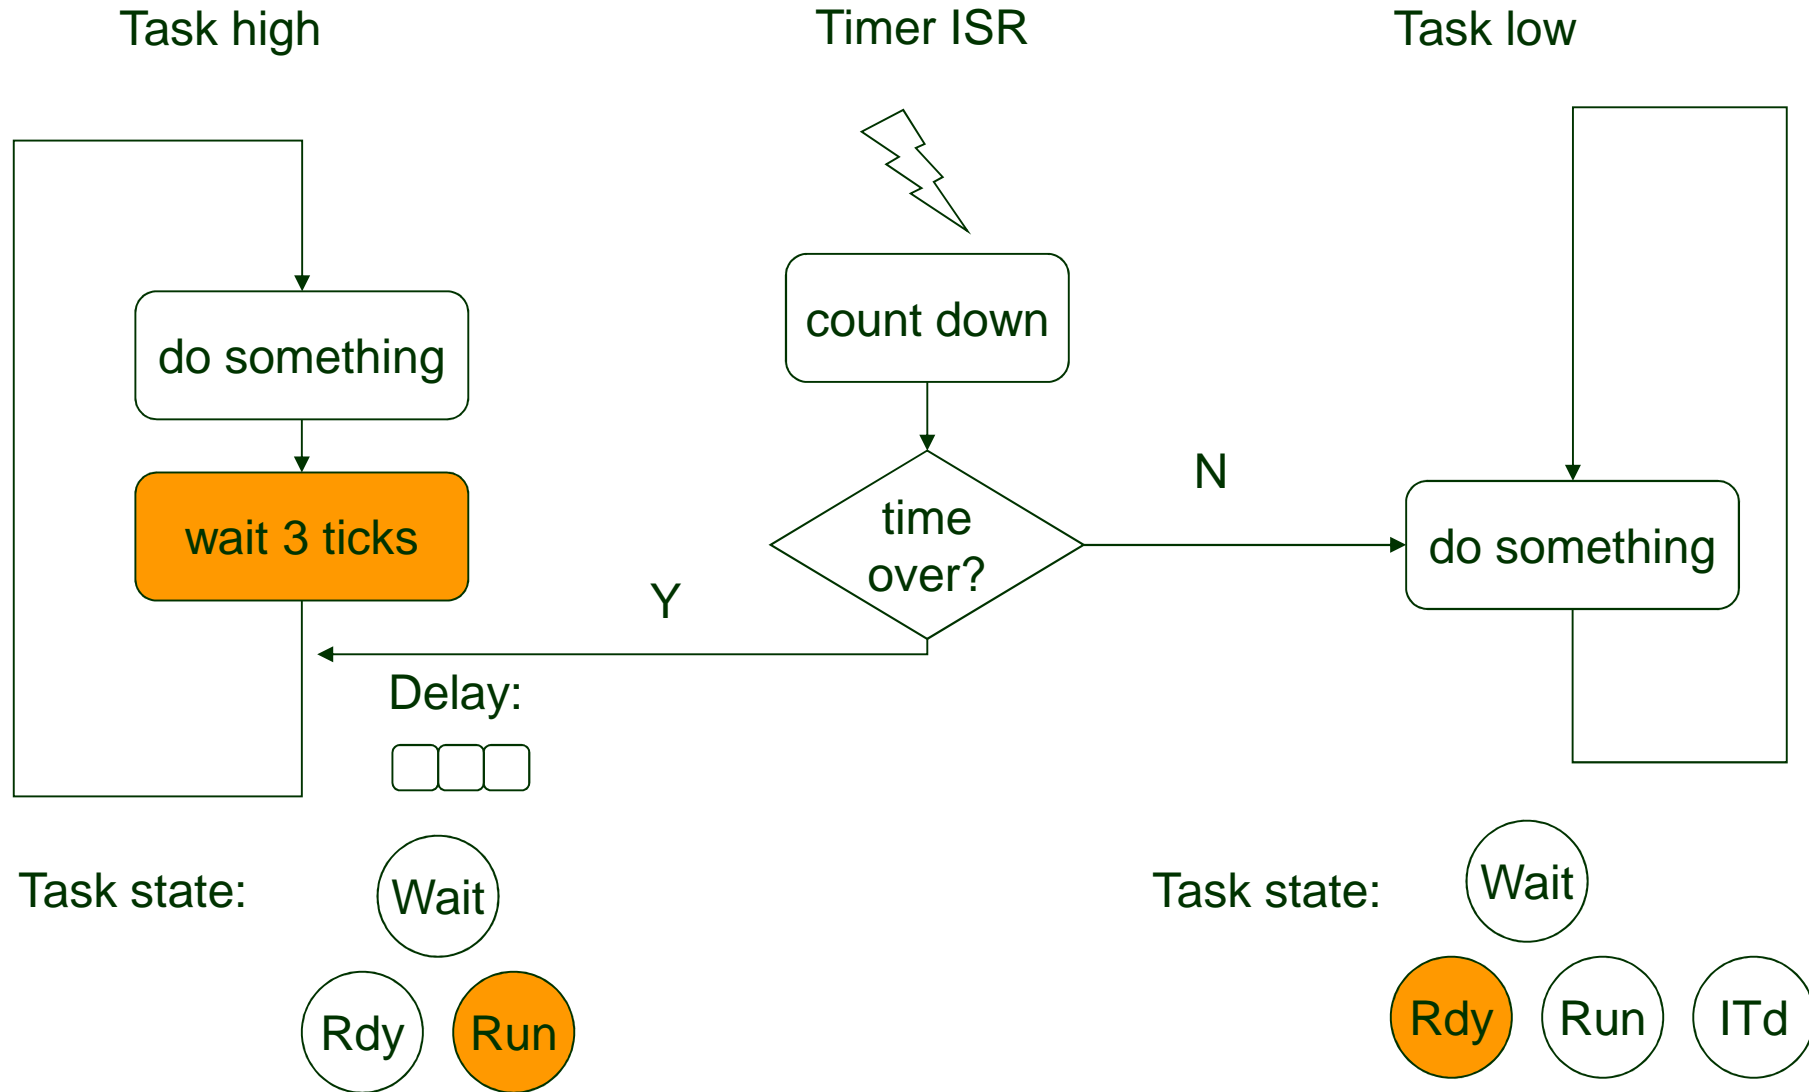 Task high
Timer ISR
Task low
do something
wait 3 ticks
count down
time
over?
Y
N
do something
Delay:
Task state:
Wait
Rdy
Run
Task state:
Wait
Rdy
Run
ITd